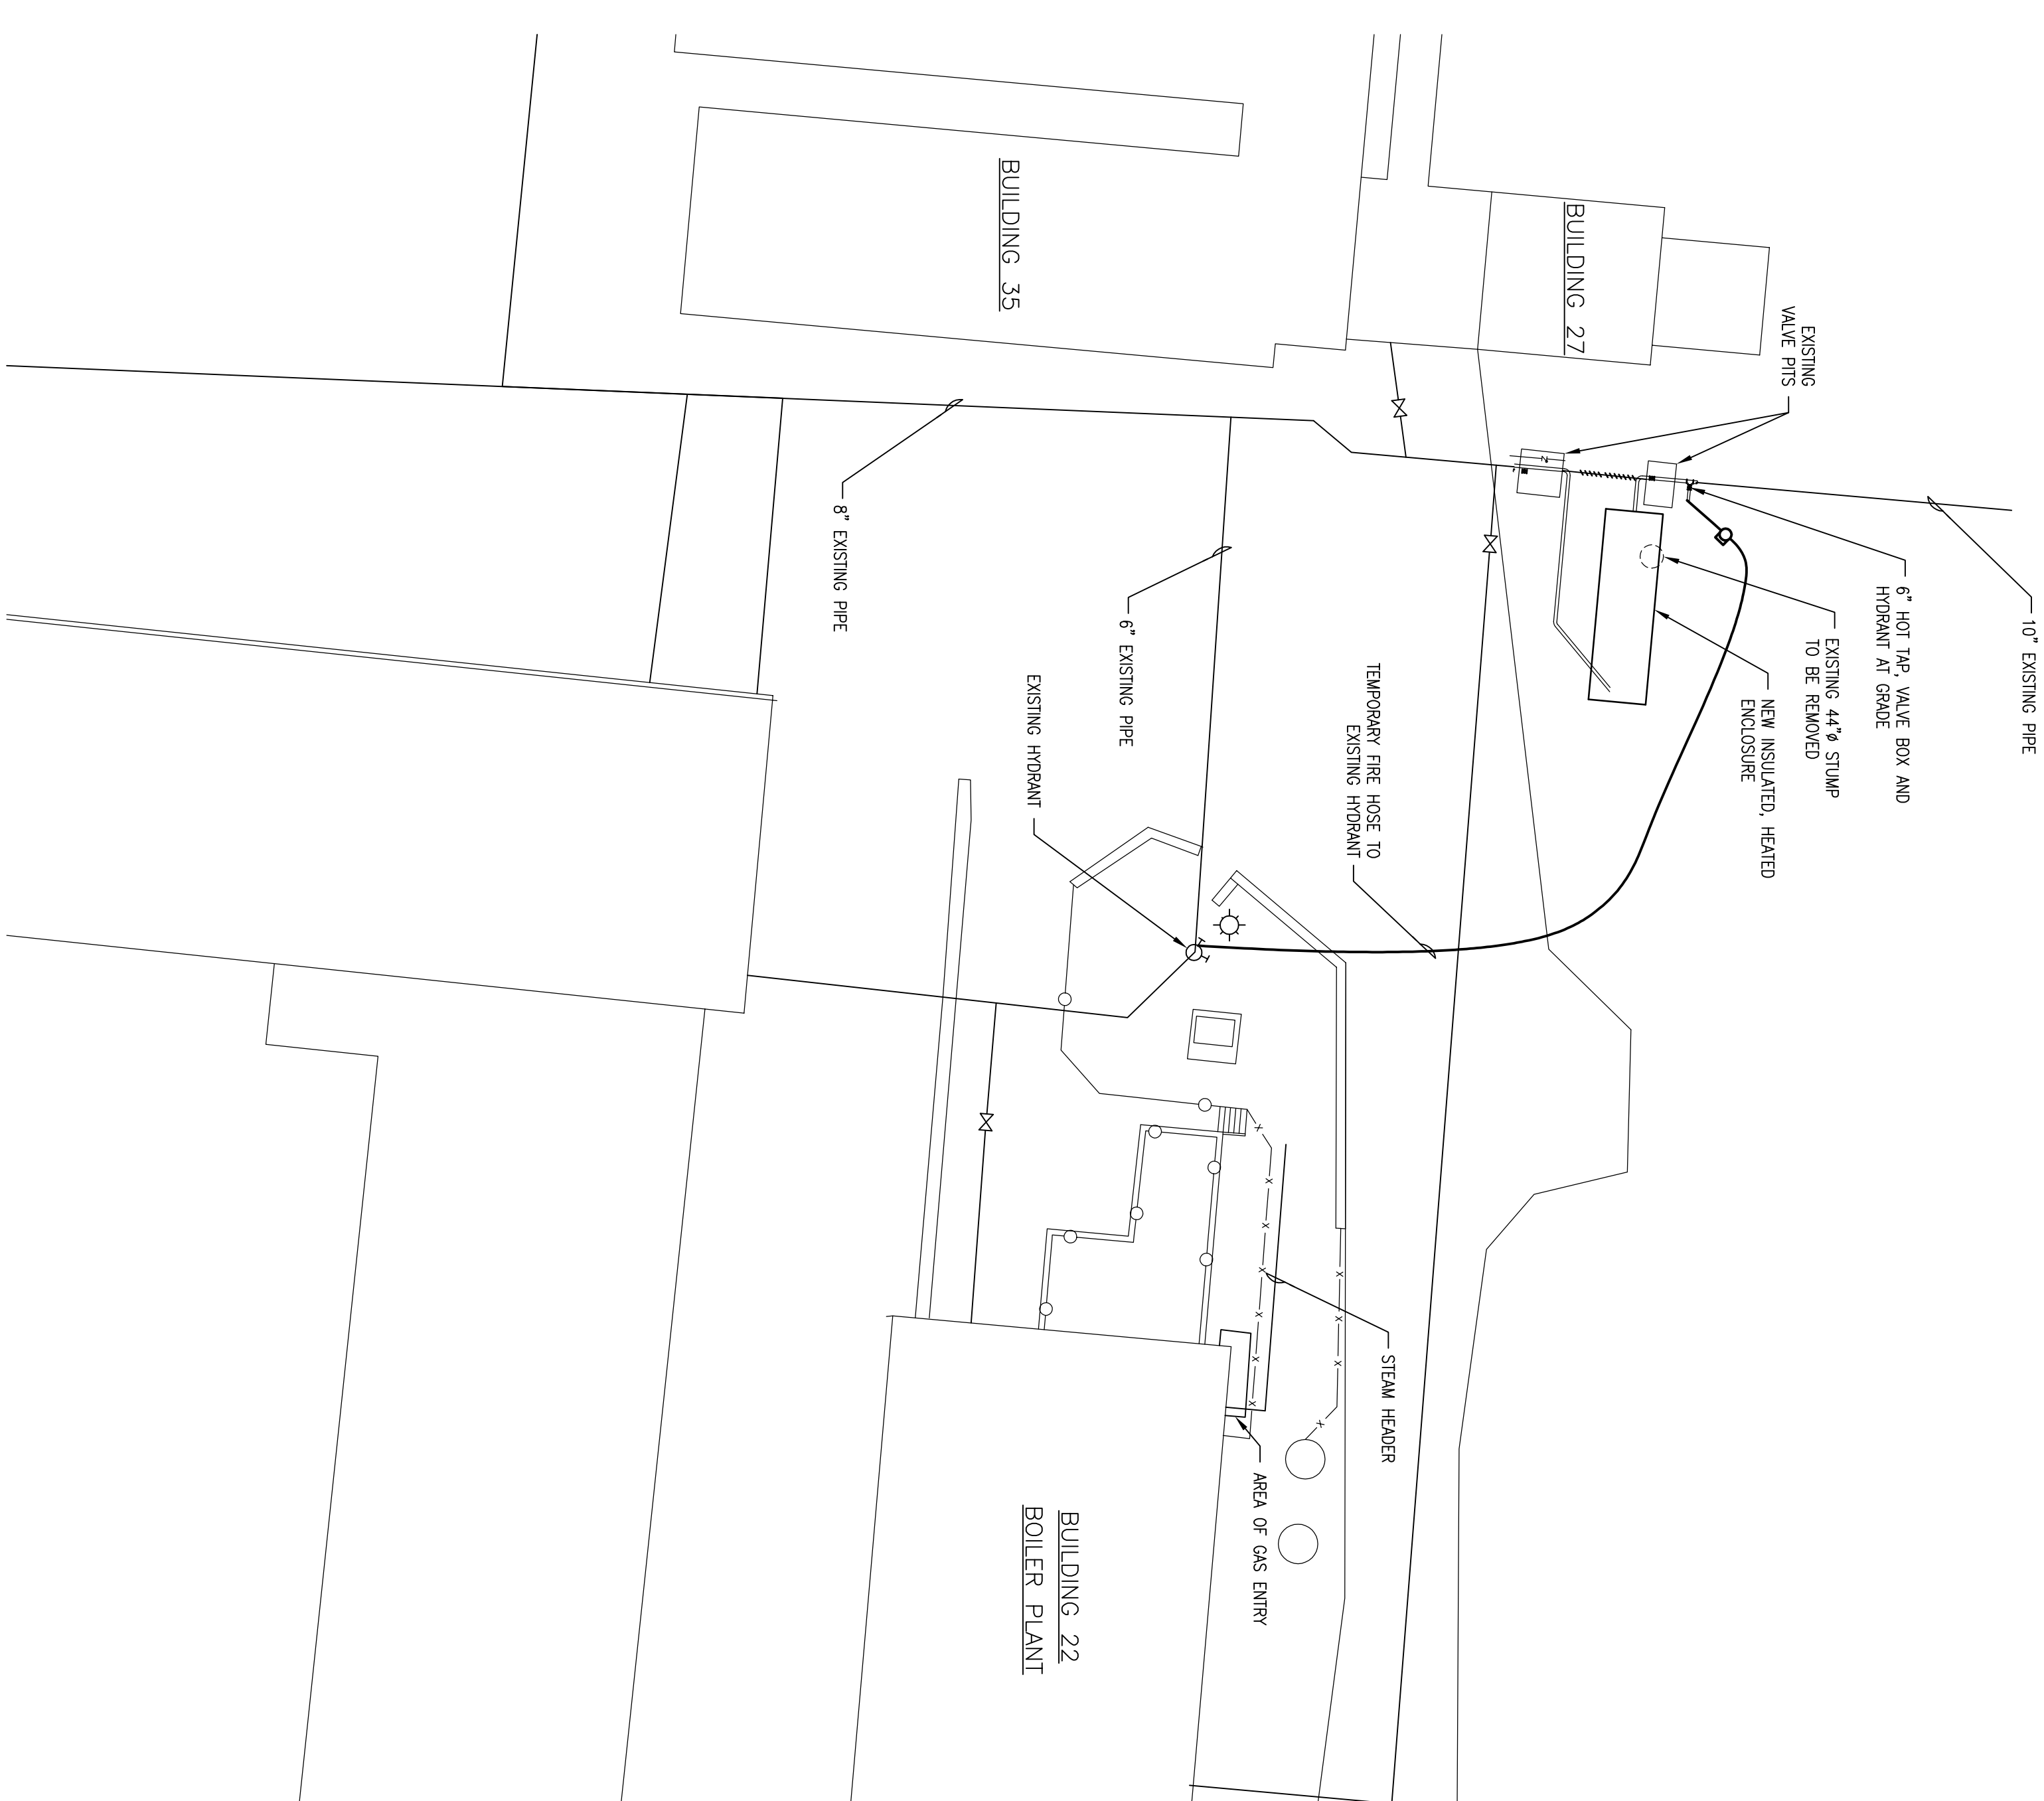 10" EXISTING PIPE
6" HOT TAP, VALVE BOX AND
HYDRANT AT GRADE
EXISTING 44"Ø STUMP
TO BE REMOVED
EXISTING
VALVE PITS
NEW INSULATED, HEATED
ENCLOSURE
BUILDING 27
TEMPORARY FIRE HOSE TO
EXISTING HYDRANT
STEAM HEADER
AREA OF GAS ENTRY
6" EXISTING PIPE
BUILDING 22
BOILER PLANT
EXISTING HYDRANT
BUILDING 35
8" EXISTING PIPE